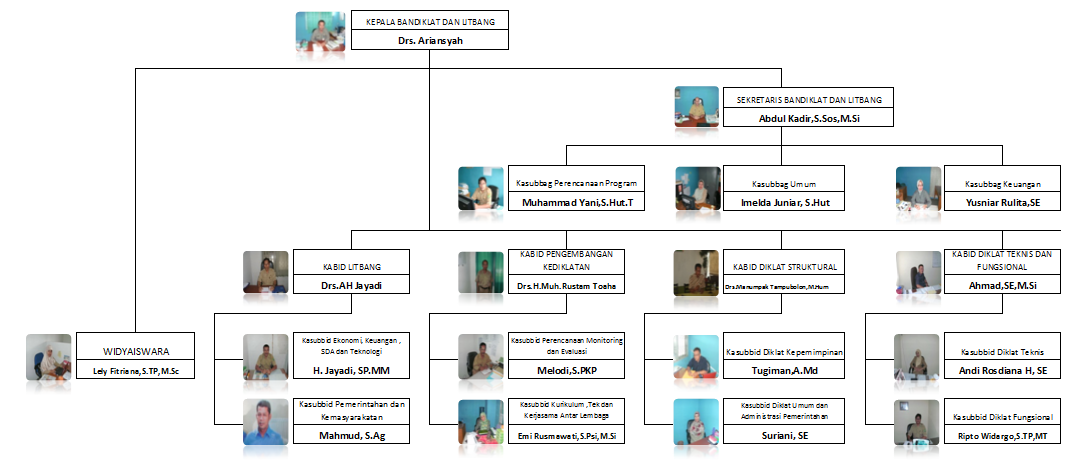 KEPALA BANDIKLAT DAN LITBANG
Drs. Ariansyah
SEKRETARIS BANDIKLAT DAN LITBANG
Abdul Kadir,S.Sos,M.Si
Kasubbag Perencanaan Program
Muhammad Yani,S.Hut.T
Kasubbag Umum
Imelda Juniar, S.Hut
Kasubbag Keuangan
Yusniar Rulita,SE
KABID LITBANG
Drs.AH Jayadi
KABID PENGEMBANGAN
KEDIKLATAN
Drs.H.Muh.Rustam Toaha
KABID DIKLAT STRUKTURAL
Drs.Manumpak Tampubolon,M.Hum
KABID DIKLAT TEKNIS DAN
FUNGSIONAL
Ahmad,SE,M.Si
WIDYAISWARA
Lely Fitriana,S.TP,M.Sc
Kasubbid Ekonomi, Keuangan ,
SDA dan Teknologi
H. Jayadi, SP.MM
Kasubbid Perencanaan Monitoring
dan Evaluasi
Melodi,S.PKP
Kasubbid Diklat Kepemimpinan
Tugiman,A.Md
Kasubbid Diklat Teknis
Andi Rosdiana H, SE
Kasubbid Pemerintahan dan
Kemasyarakatan
Mahmud, S.Ag
Kasubbid Kurikulum ,Tek dan
Kerjasama Antar Lembaga
Emi Rusmawati,S.Psi,M.Si
Kasubbid Diklat Umum dan
Administrasi Pemerintahan
Suriani, SE
Kasubbid Diklat Fungsional
Ripto Widargo,S.TP,MT